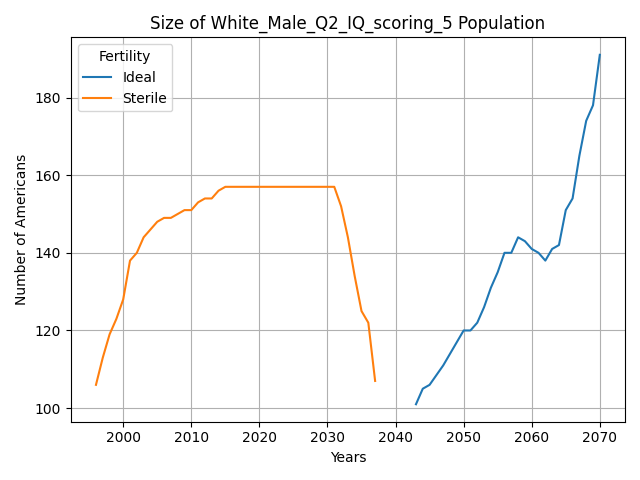 Size of White_Male_Q2_IQ_scoring_5 Population
Fertility
Ideal
Sterile
Number of Americans
180
160
140
120
100
2000 2010 2020 2030 2040 2050 2060 2070
Years